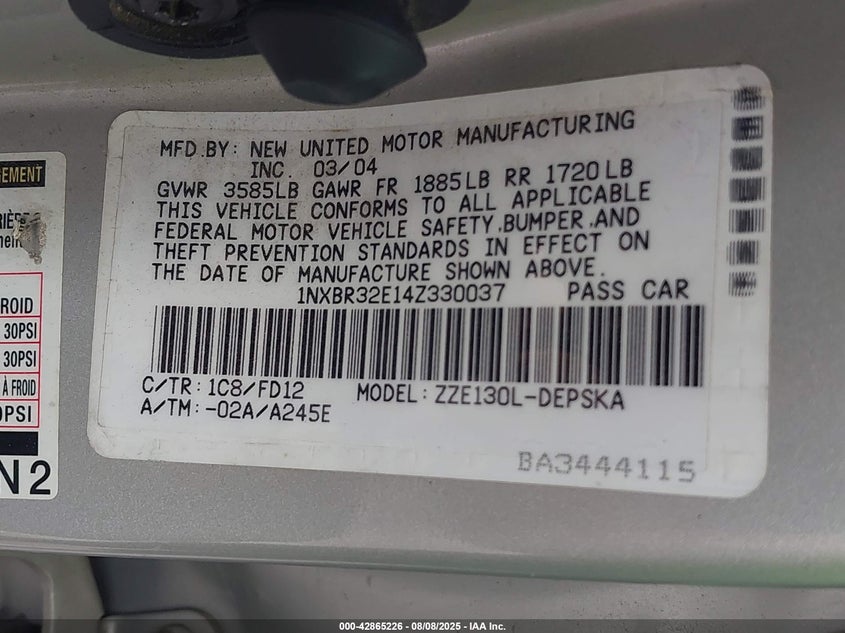 GEMENT
ROID
30PSI
30PSI
À FROID
0PSI
N2
MFD.BY: NEW UNITED MOTOR MANUFACTURING
INC. 03/04
GVWR 3585LB GAWR FR 1885LB RR 1720LB
THIS VEHICLE CONFORMS TO ALL APPLICABLE
FEDERAL MOTOR VEHICLE SAFETY,BUMPER,AND
THEFT PREVENTION STANDARDS IN EFFECT ON
THE DATE OF MANUFACTURE SHOWN ABOVE.
1NXBR32E14Z330037 PASS CAR
C/TR: 1C8/FD12 MODEL: ZZE130L-DEPSKA
A/TM: -02A/A245E
BA3444115
000-42865226 - 08/08/2025 - IAA Inc.